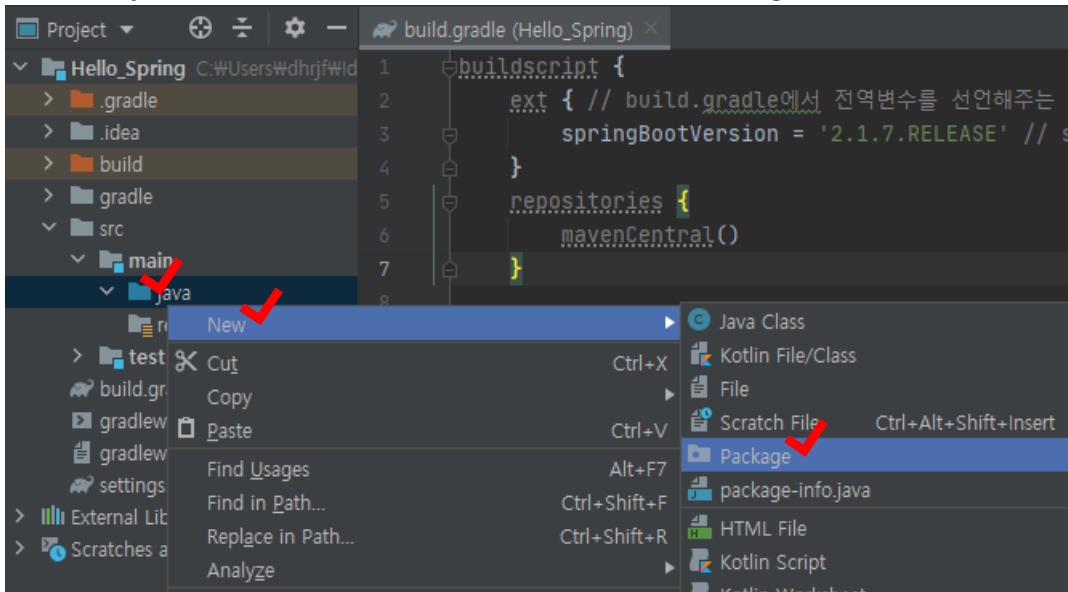 Project
build.gradle (Hello_Spring)
Hello_Spring C:₩Users₩dhrjf₩Id
.gradle
.idea
build
gradle
src
main
java
test
build.gr
gradlew
gradlew
settings
External Lib
Scratches a
1 buildscript {
2 ext { // build.gradle에서 전역변수를 선언해주는
3 springBootVersion = '2.1.7.RELEASE' // s
4 }
5 repositories {
6 mavenCentral()
7 }
8
New
Cut Ctrl+X
Copy
Paste Ctrl+V
Find Usages Alt+F7
Find in Path... Ctrl+Shift+F
Replace in Path... Ctrl+Shift+R
Analyze
Java Class
Kotlin File/Class
File
Scratch File Ctrl+Alt+Shift+Insert
Package
package-info.java
HTML File
Kotlin Script
Kotlin Worksheet